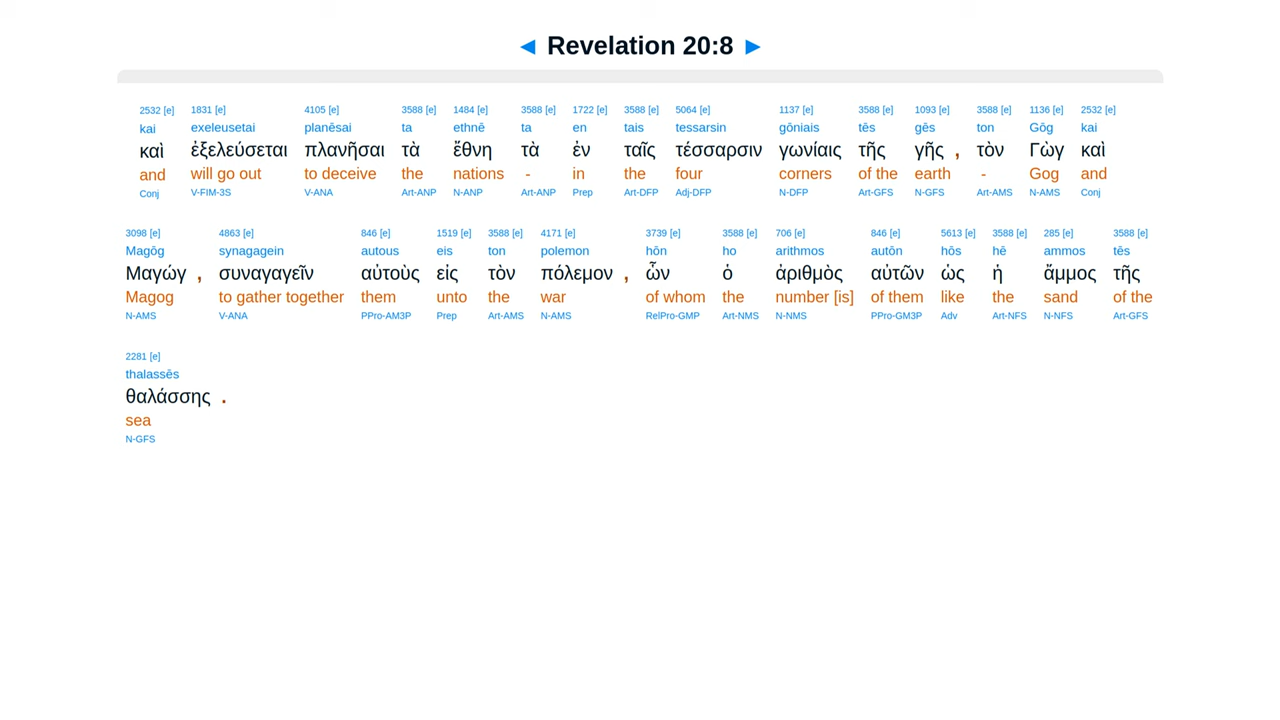 ◄ Revelation 20:8 ►
2532 [e] 1831 [e] 4105 [e] 3588 [e] 1484 [e] 3588 [e] 1722 [e] 3588 [e] 5064 [e] 1137 [e] 3588 [e] 1093 [e] 3588 [e] 1136 [e] 2532 [e]
kai exeleusetai planēsai ta ethnē ta en tais tessarsin gōniais tēs gēs ton Gōg kai
καὶ ἐξελεύσεται πλανῆσαι τὰ ἔθνη τὰ ἐν ταῖς τέσσαρσιν γωνίαις τῆς γῆς , τὸν Γὼγ καὶ
and will go out to deceive the nations - in the four corners of the earth - Gog and
Conj V-FIM-3S V-ANA Art-ANP N-ANP Art-ANP Prep Art-DFP Adj-DFP N-DFP Art-GFS N-GFS Art-AMS N-AMS Conj
3098 [e] 4863 [e] 846 [e] 1519 [e] 3588 [e] 4171 [e] 3739 [e] 3588 [e] 706 [e] 846 [e] 5613 [e] 3588 [e] 285 [e] 3588 [e]
Magōg synagagein autous eis ton polemon hōn ho arithmos autōn hōs hē ammos tēs
Μαγώγ , συναγαγεῖν αὐτοὺς εἰς τὸν πόλεμον , ὧν ὁ ἀριθμὸς αὐτῶν ὡς ἡ ἄμμος τῆς
Magog to gather together them unto the war of whom the number [is] of them like the sand of the
N-AMS V-ANA PPro-AM3P Prep Art-AMS N-AMS RelPro-GMP Art-NMS N-NMS PPro-GM3P Adv Art-NFS N-NFS Art-GFS
2281 [e]
thalassēs
θαλάσσης .
sea
N-GFS